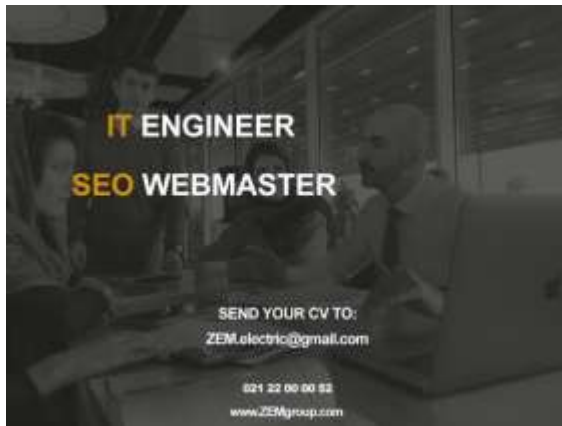 IT ENGINEER
SEO WEBMASTER
SEND YOUR CV TO:
ZEM.electric@gmail.com
021 22 00 00 52
www.ZEMgroup.com